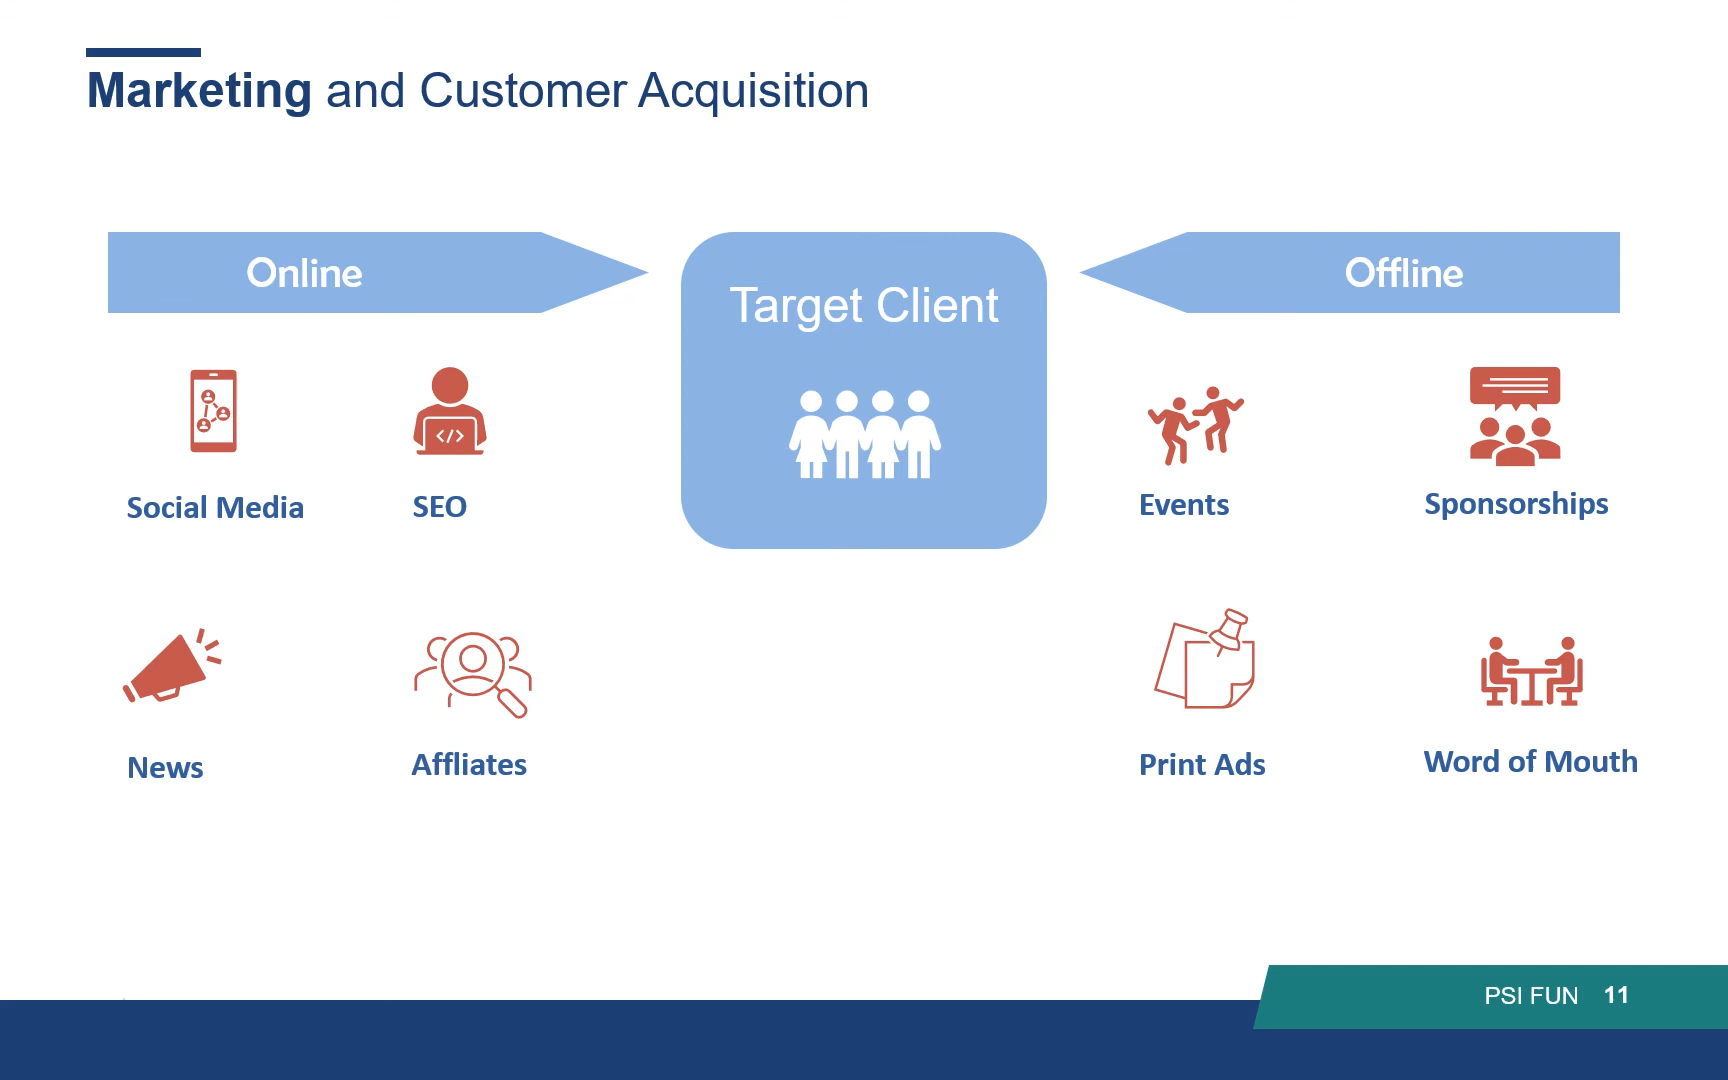 Marketing and Customer Acquisition
Online
Target Client
Offline
</>
Social Media
SEO
Events
Sponsorships
News
Affliates
Print Ads
Word of Mouth
PSI FUN 11